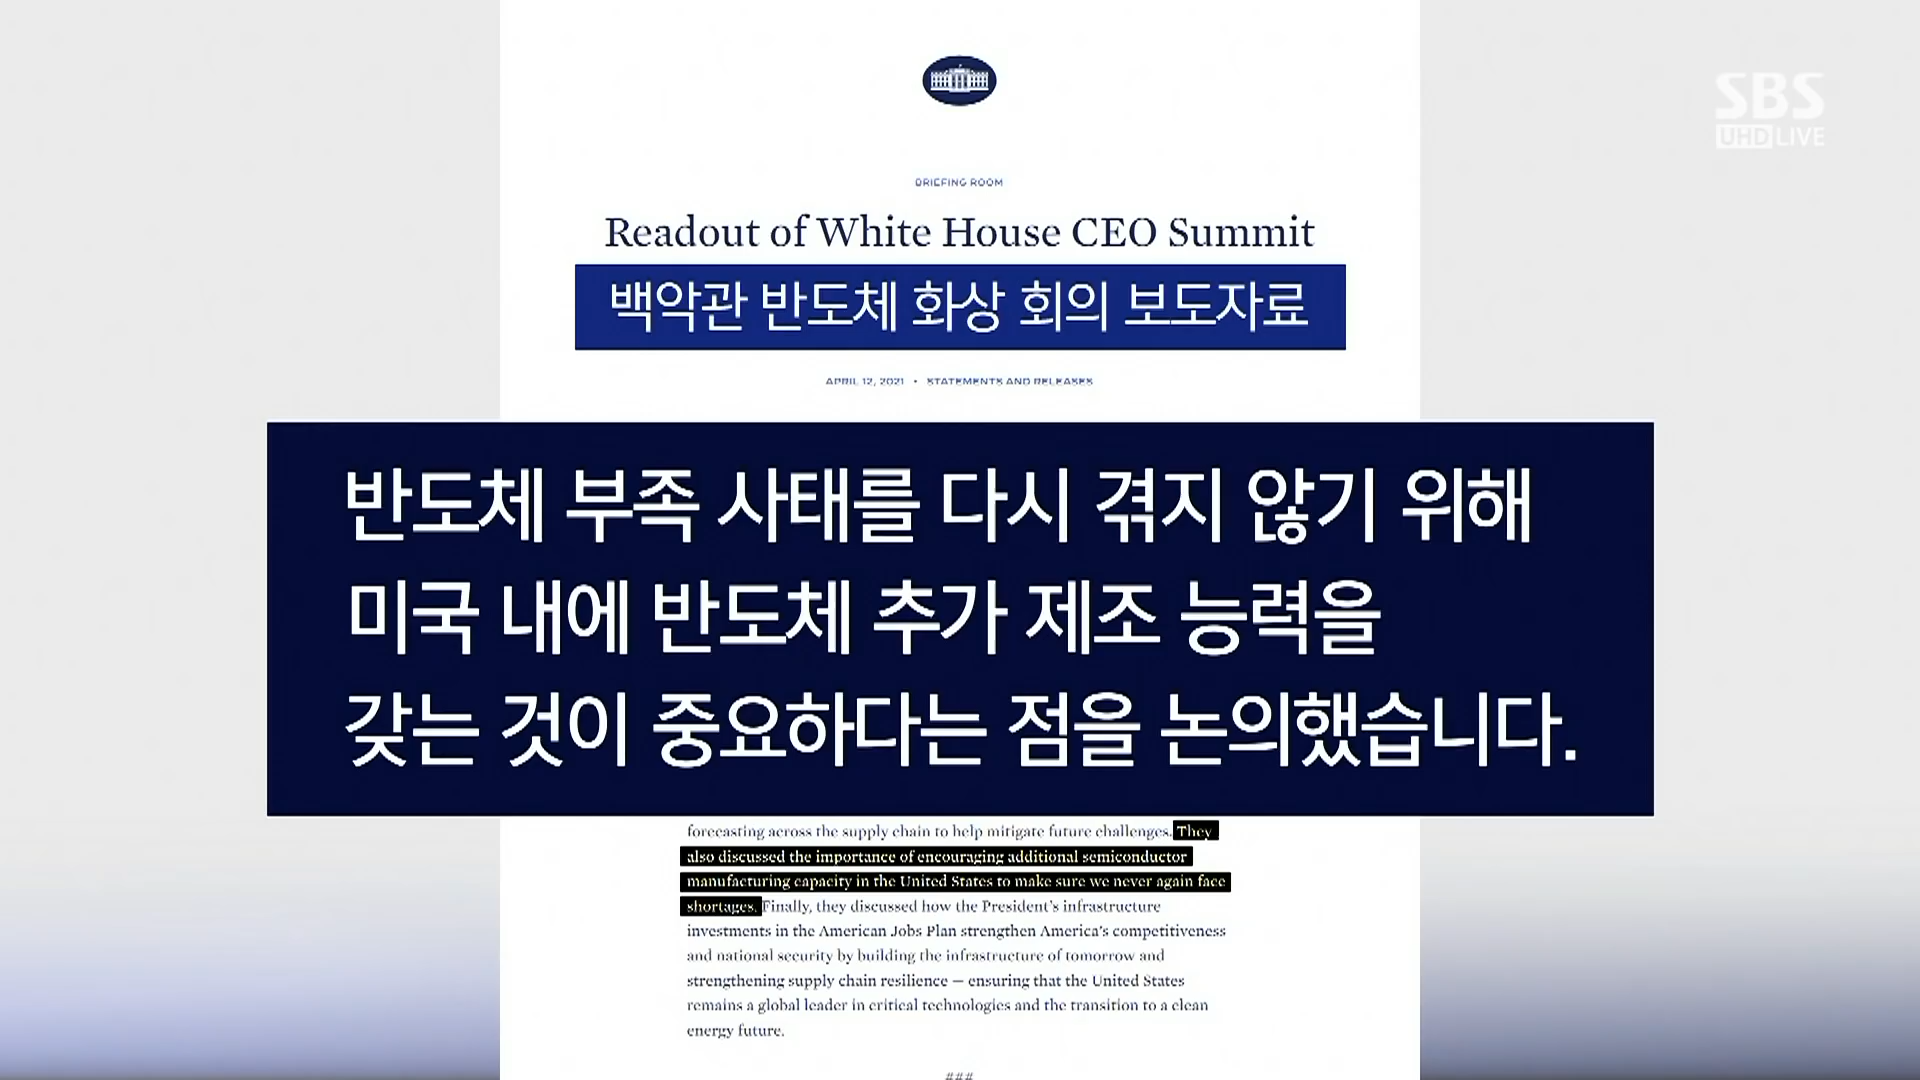 SBS
UHD LIVE
BRIEFING ROOM
Readout of White House CEO Summit
백악관 반도체 화상 회의 보도자료
APRIL 12, 2021 • STATEMENTS AND RELEASES
반도체 부족 사태를 다시 겪지 않기 위해
미국 내에 반도체 추가 제조 능력을
갖는 것이 중요하다는 점을 논의했습니다.
forecasting across the supply chain to help mitigate future challenges. They
also discussed the importance of encouraging additional semiconductor
manufacturing capacity in the United States to make sure we never again face
shortages. Finally, they discussed how the President's infrastructure
investments in the American Jobs Plan strengthen America's competitiveness
and national security by building the infrastructure of tomorrow and
strengthening supply chain resilience — ensuring that the United States
remains a global leader in critical technologies and the transition to a clean
energy future.
###